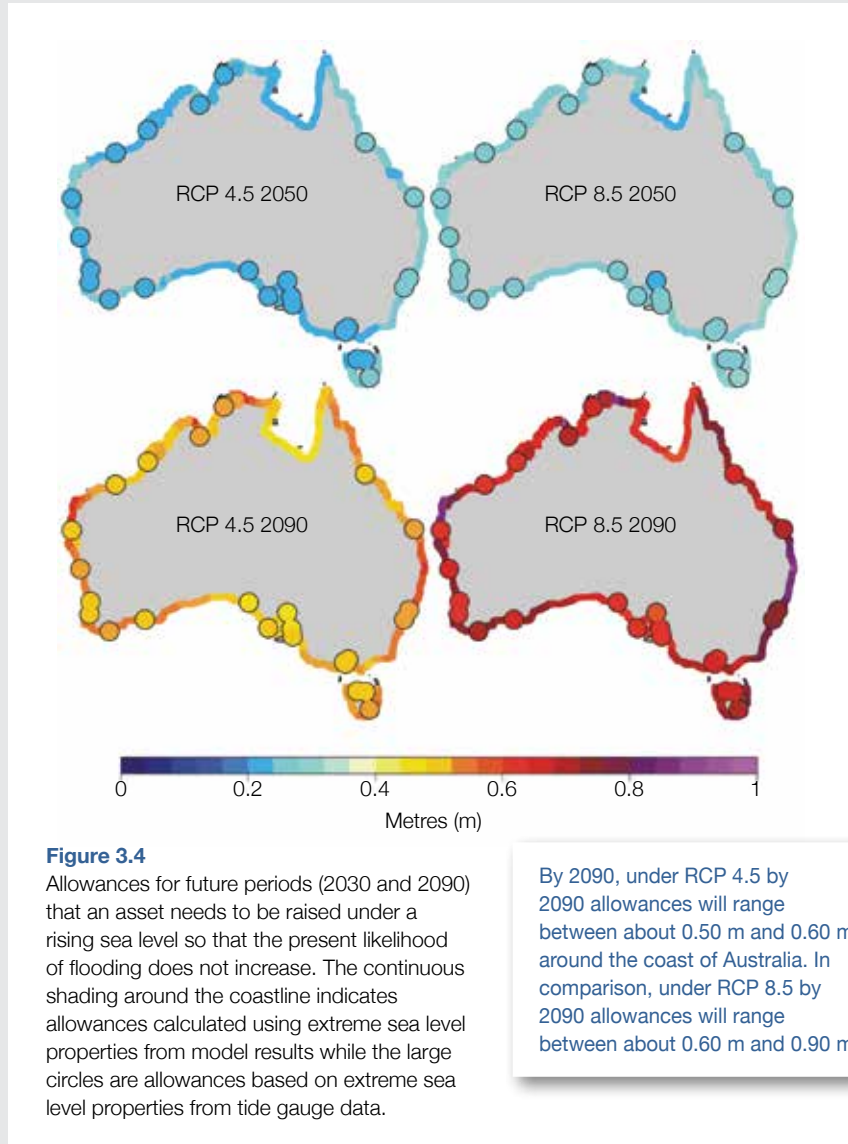 RCP 4.5 2050
RCP 8.5 2050
RCP 4.5 2090
RCP 8.5 2090
0 0.2 0.4 0.6 0.8 1
Metres (m)
Figure 3.4
Allowances for future periods (2030 and 2090)
that an asset needs to be raised under a
rising sea level so that the present likelihood
of flooding does not increase. The continuous
shading around the coastline indicates
allowances calculated using extreme sea level
properties from model results while the large
circles are allowances based on extreme sea
level properties from tide gauge data.
By 2090, under RCP 4.5 by
2090 allowances will range
between about 0.50 m and 0.60 m
around the coast of Australia. In
comparison, under RCP 8.5 by
2090 allowances will range
between about 0.60 m and 0.90 m